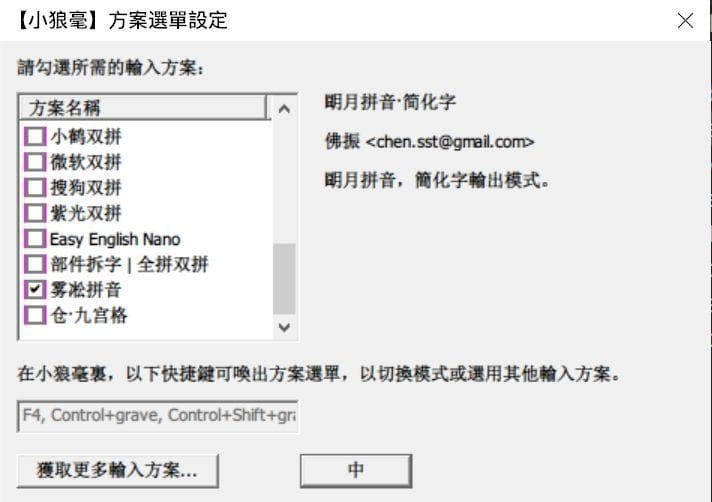 【小狼毫】方案選單設定
請勾選所需的輸入方案：
方案名稱
小鹤双拼
微软双拼
搜狗双拼
紫光双拼
Easy English Nano
部件拆字 | 全拼双拼
雾凇拼音
仓·九宫格
朙月拼音·简化字
佛振 <chen.sst@gmail.com>
朙月拼音，簡化字輸出模式。
在小狼毫裏，以下快捷鍵可喚出方案選單，以切換模式或選用其他輸入方案。
F4, Control+grave, Control+Shift+gra
獲取更多輸入方案...
中